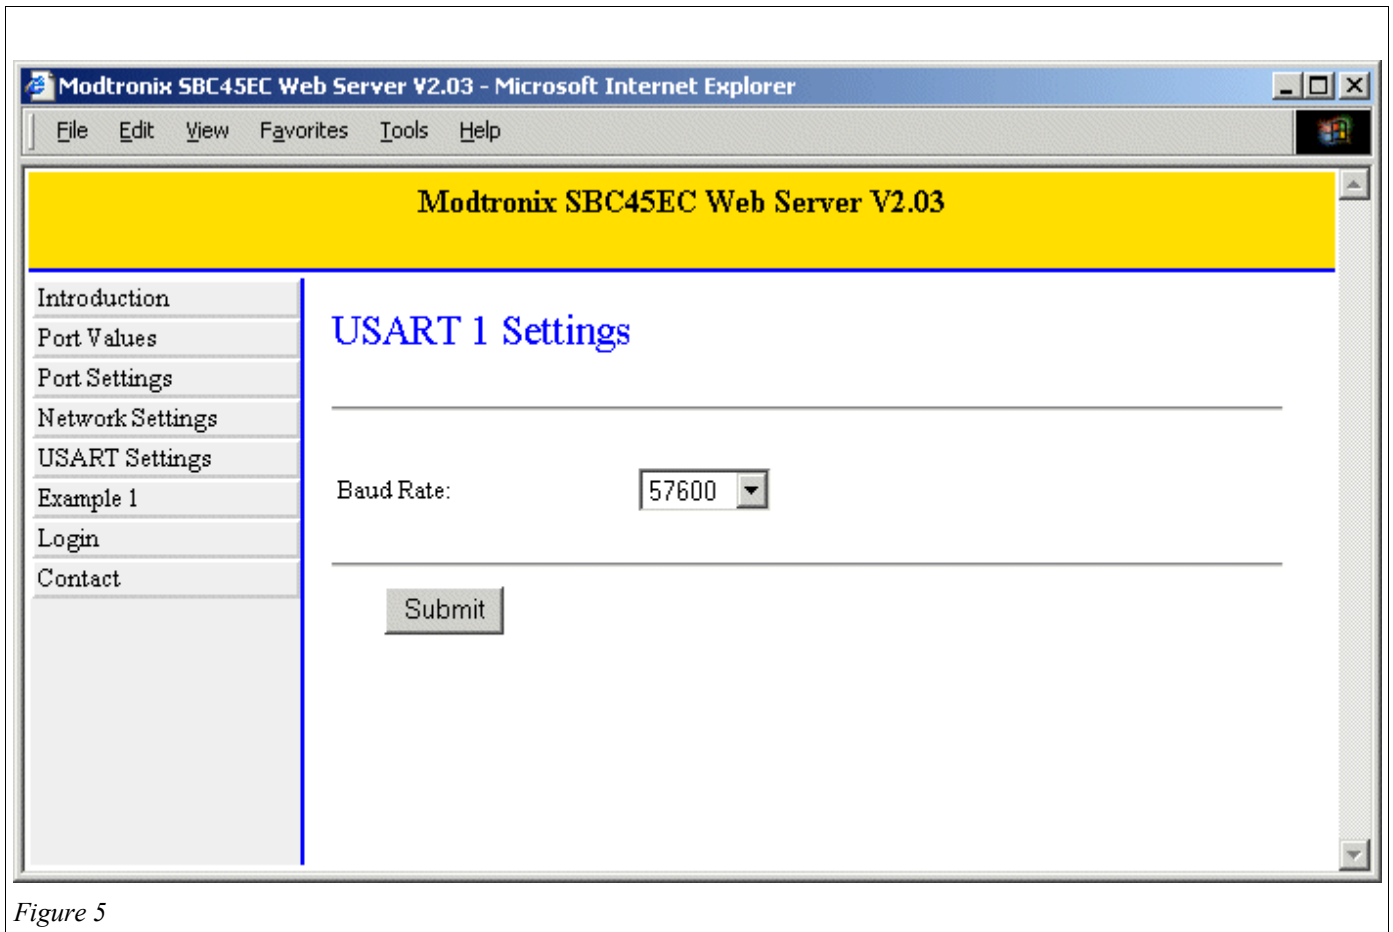 Modtronix SBC45EC Web Server V2.03 - Microsoft Internet Explorer
File Edit View Favorites Tools Help
Modtronix SBC45EC Web Server V2.03
Introduction
Port Values
Port Settings
Network Settings
USART Settings
Example 1
Login
Contact
USART 1 Settings
Baud Rate: 57600
Submit
Figure 5